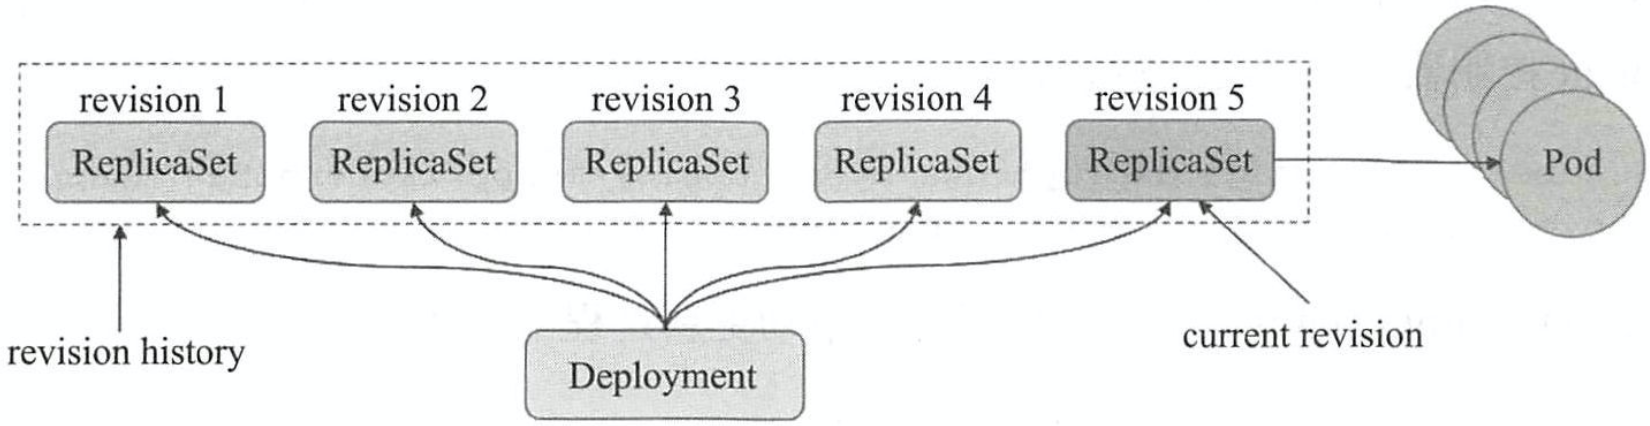 revision 1
revision 2
revision 3
revision 4
revision 5
ReplicaSet
ReplicaSet
ReplicaSet
ReplicaSet
ReplicaSet
Pod
revision history
current revision
Deployment